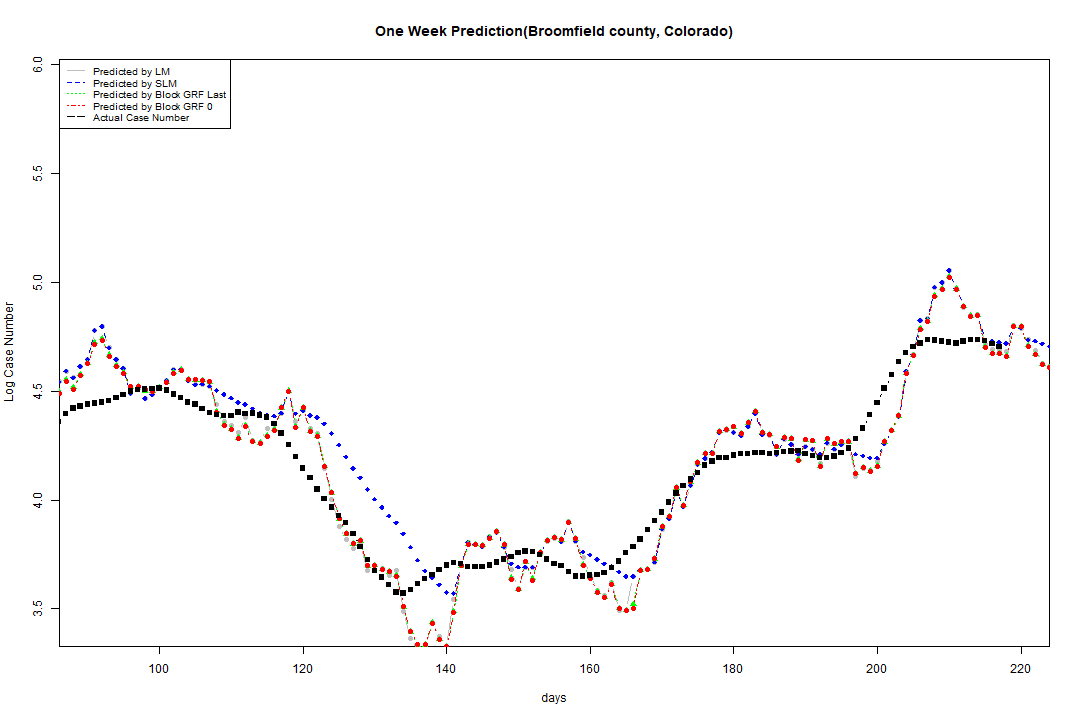 One Week Prediction(Broomfield county, Colorado)
Predicted by LM
Predicted by SLM
Predicted by Block GRF Last
Predicted by Block GRF 0
Actual Case Number
6.0
5.5
5.0
4.5
4.0
3.5
Log Case Number
100 120 140 160 180 200 220
days